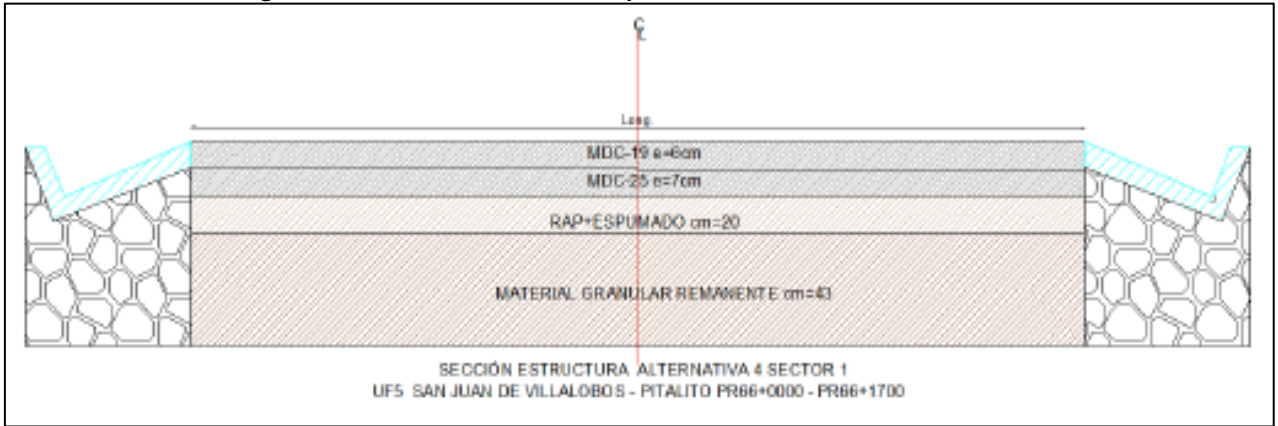 ℄
Long.
MDC-19 e=6cm
MDC-25 e=7cm
RAP+ESPUMADO cm=20
MATERIAL GRANULAR REMANENTE cm=43
SECCIÓN ESTRUCTURA ALTERNATIVA 4 SECTOR 1
UF5 SAN JUAN DE VILLALOBOS - PITALITO PR66+0000 - PR66+1700